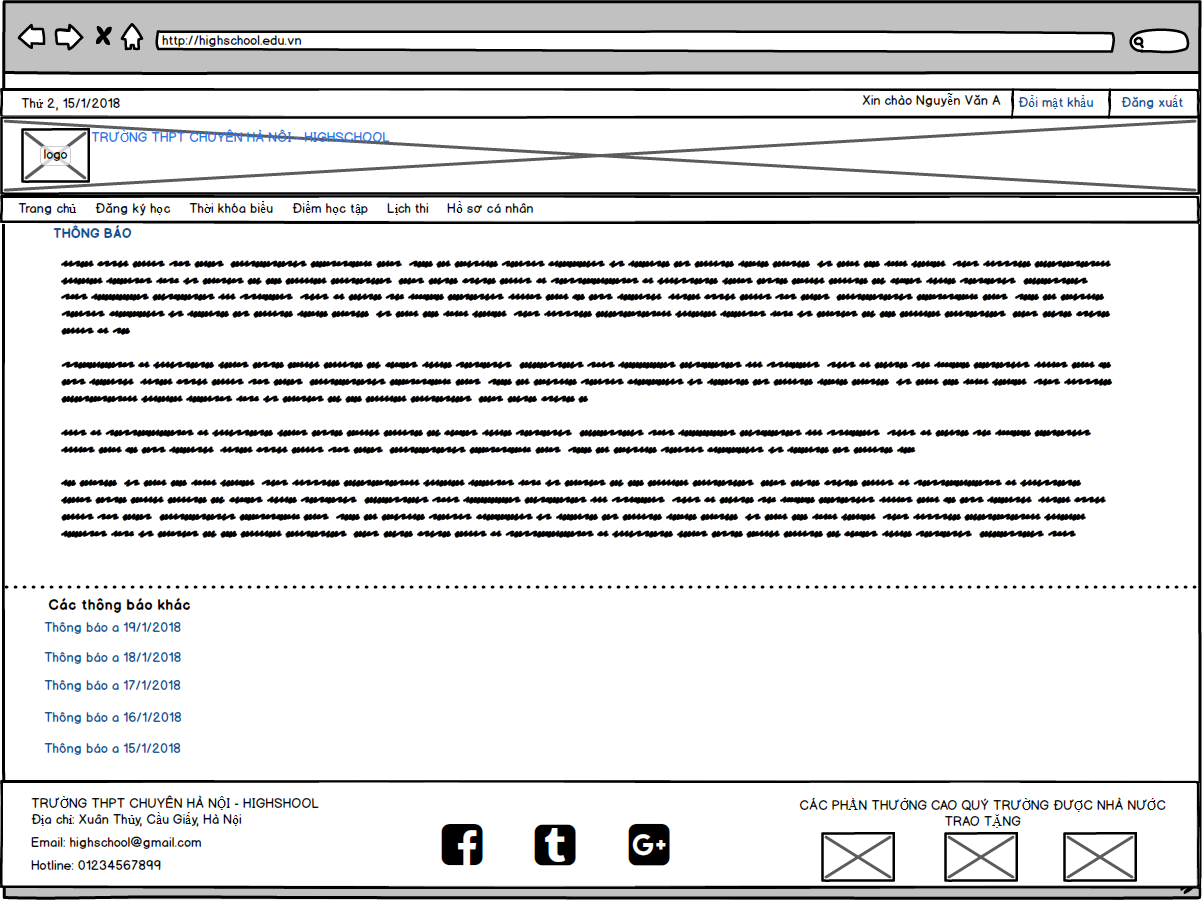 http://highschool.edu.vn
Thứ 2, 15/1/2018
Xin chào Nguyễn Văn A
Đổi mật khẩu
Đăng xuất
logo
TRƯỜNG THPT CHUYÊN HÀ NỘI - HIGHSCHOOL
Trang chủ
Đăng ký học
Thời khóa biểu
Điểm học tập
Lịch thi
Hồ sơ cá nhân
THÔNG BÁO
Các thông báo khác
Thông báo a 19/1/2018
Thông báo a 18/1/2018
Thông báo a 17/1/2018
Thông báo a 16/1/2018
Thông báo a 15/1/2018
TRƯỜNG THPT CHUYÊN HÀ NỘI - HIGHSHOOL
Địa chỉ: Xuân Thủy, Cầu Giấy, Hà Nội
Email: highschool@gmail.com
Hotline: 01234567899
f
t
G+
CÁC PHẦN THƯỞNG CAO QUÝ TRƯỜNG ĐƯỢC NHÀ NƯỚC
TRAO TẶNG